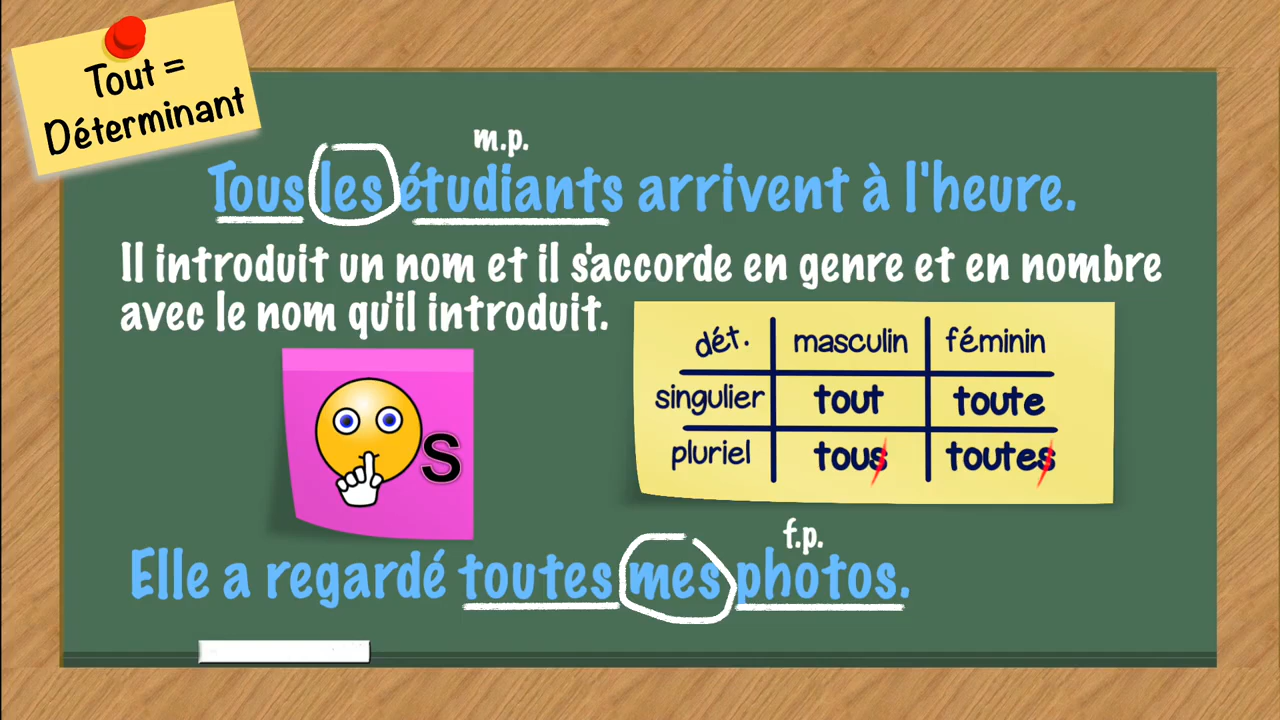 Tout =
Déterminant
m.p.
Tous les étudiants arrivent à l'heure.
Il introduit un nom et il s'accorde en genre et en nombre
avec le nom qu'il introduit.
dét. masculin féminin
singulier tout toute
pluriel tous toutes
S
f.p.
Elle a regardé toutes mes photos.